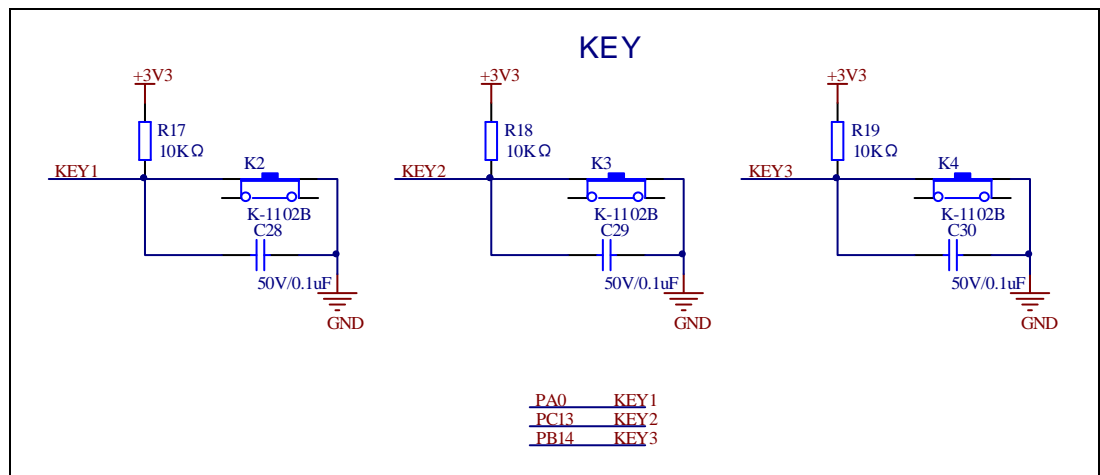 KEY
+3V3 +3V3 +3V3
R17 R18 R19
10KΩ 10KΩ 10KΩ
KEY1 K2 KEY2 K3 KEY3 K4
K-1102B K-1102B K-1102B
C28 C29 C30
50V/0.1uF 50V/0.1uF 50V/0.1uF
GND GND GND
PA0 KEY1
PC13 KEY2
PB14 KEY3